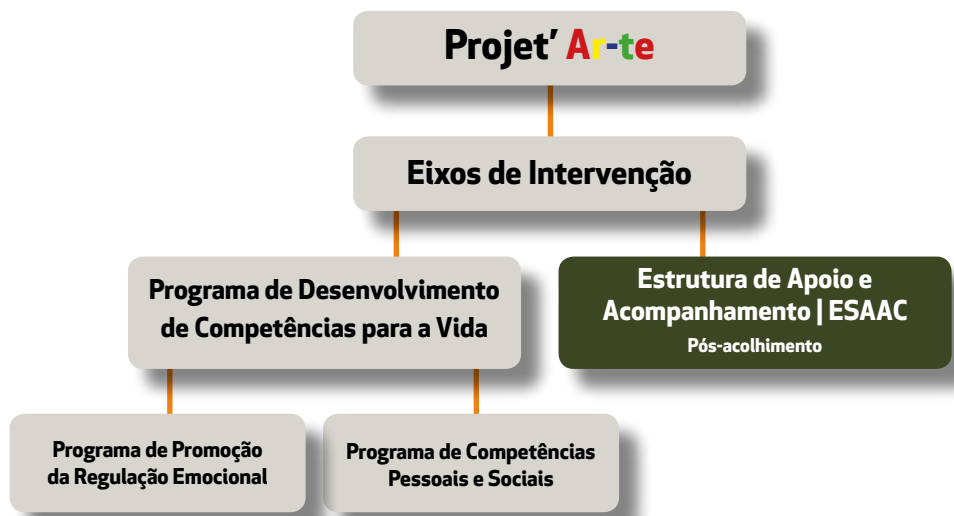 Projet’ Ar-te
Eixos de Intervenção
Programa de Desenvolvimento
de Competências para a Vida
Estrutura de Apoio e
Acompanhamento | ESAAC
Pós-acolhimento
Programa de Promoção
da Regulação Emocional
Programa de Competências
Pessoais e Sociais